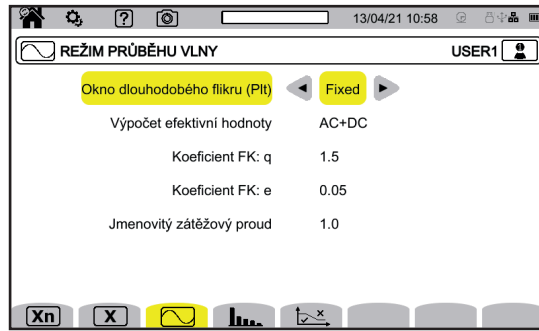 ? 13/04/21 10:58
REŽIM PRŮBĚHU VLNY USER1
Okno dlouhodobého flikru (Plt) Fixed
Výpočet efektivní hodnoty AC+DC
Koeficient FK: q 1.5
Koeficient FK: e 0.05
Jmenovitý zátěžový proud 1.0
Xn X